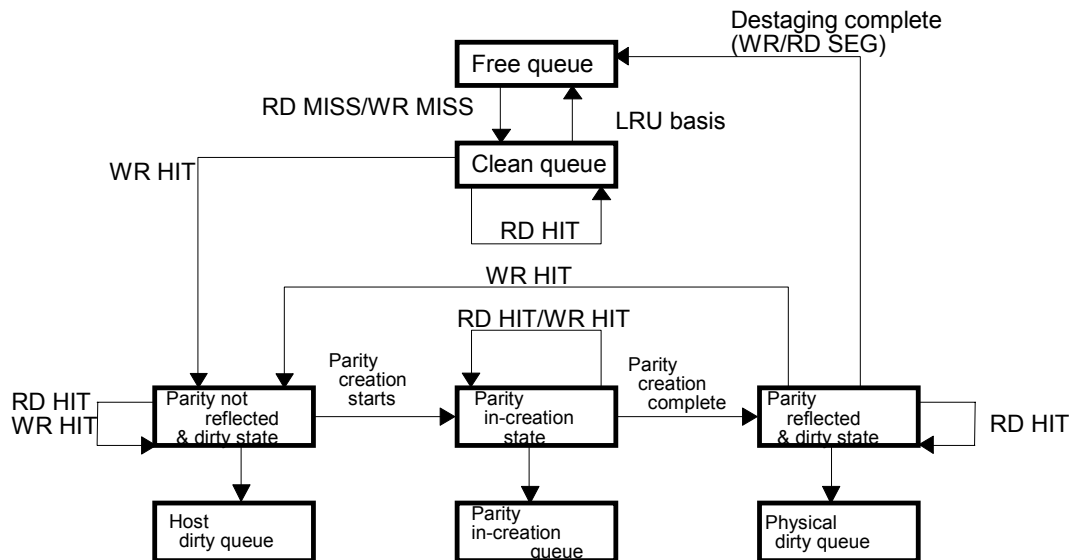 Destaging complete
(WR/RD SEG)
Free queue
RD MISS/WR MISS
LRU basis
Clean queue
WR HIT
RD HIT
WR HIT
RD HIT/WR HIT
Parity
creation
starts
Parity
creation
complete
RD HIT
WR HIT
Parity not
reflected
& dirty state
Parity
in-creation
state
Parity
reflected
& dirty state
RD HIT
Host
dirty queue
Parity
in-creation
queue
Physical
dirty queue